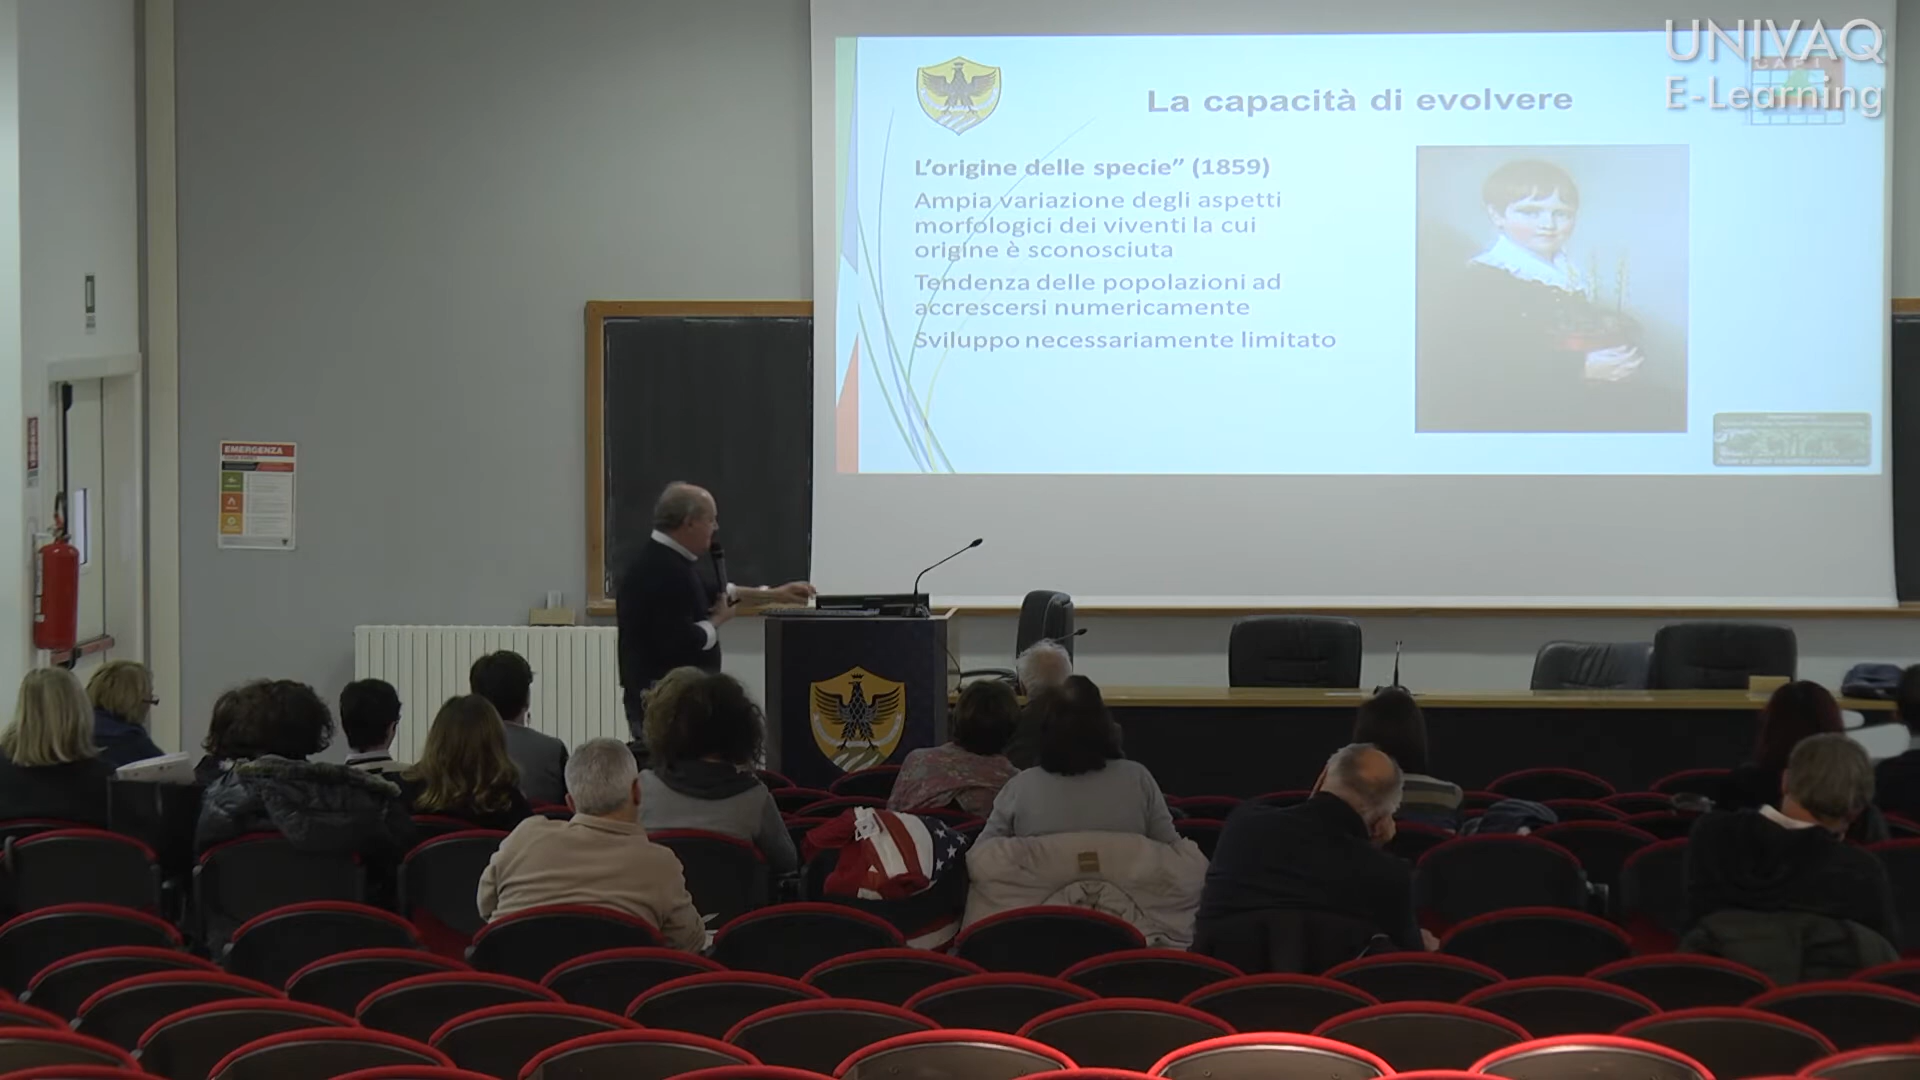 UNIVAQ
E-Learning
La capacità di evolvere
L'origine delle specie” (1859)
Ampia variazione degli aspetti
morfologici dei viventi la cui
origine è sconosciuta
Tendenza delle popolazioni ad
accrescersi numericamente
Sviluppo necessariamente limitato
EMERGENZA